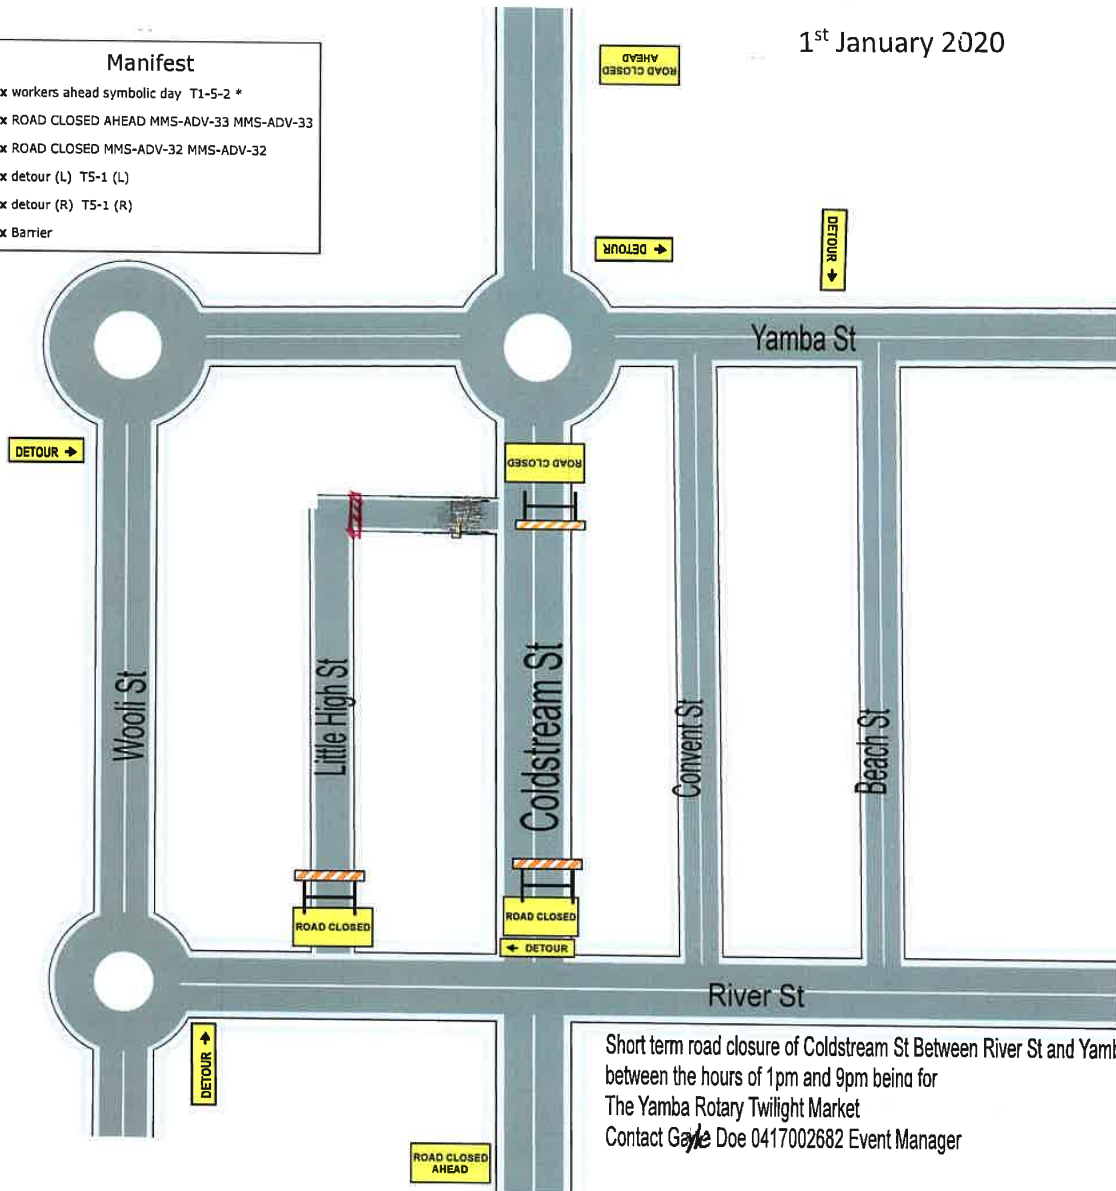 1st January 2020
Manifest
x workers ahead symbolic day T1-5-2 *
x ROAD CLOSED AHEAD MMS-ADV-33 MMS-ADV-33
x ROAD CLOSED MMS-ADV-32 MMS-ADV-32
x detour (L) T5-1 (L)
x detour (R) T5-1 (R)
x Barrier
ROAD CLOSED
AHEAD
DETOUR →
DETOUR →
Yamba St
DETOUR →
ROAD CLOSED
Wooli St
Little High St
Coldstream St
Convent St
Beach St
ROAD CLOSED
ROAD CLOSED
← DETOUR
River St
DETOUR →
ROAD CLOSED
AHEAD
Short term road closure of Coldstream St Between River St and Yamb
between the hours of 1pm and 9pm being for
The Yamba Rotary Twilight Market
Contact Gayle Doe 0417002682 Event Manager